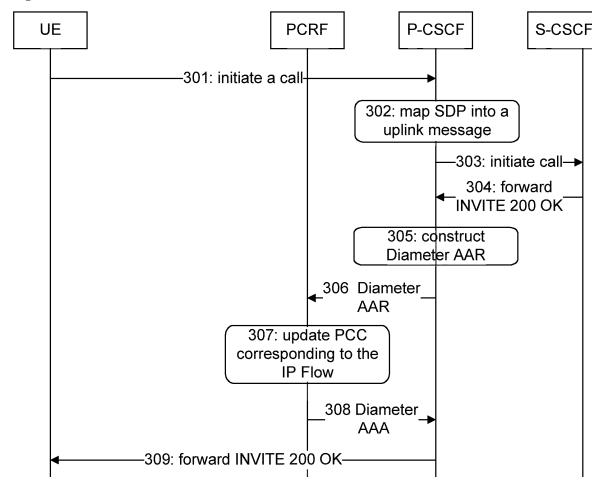 UE
PCRF
P-CSCF
S-CSCF
301: initiate a call
302: map SDP into a
uplink message
303: initiate call
304: forward
INVITE 200 OK
305: construct
Diameter AAR
306 Diameter
AAR
307: update PCC
corresponding to the
IP Flow
308 Diameter
AAA
309: forward INVITE 200 OK